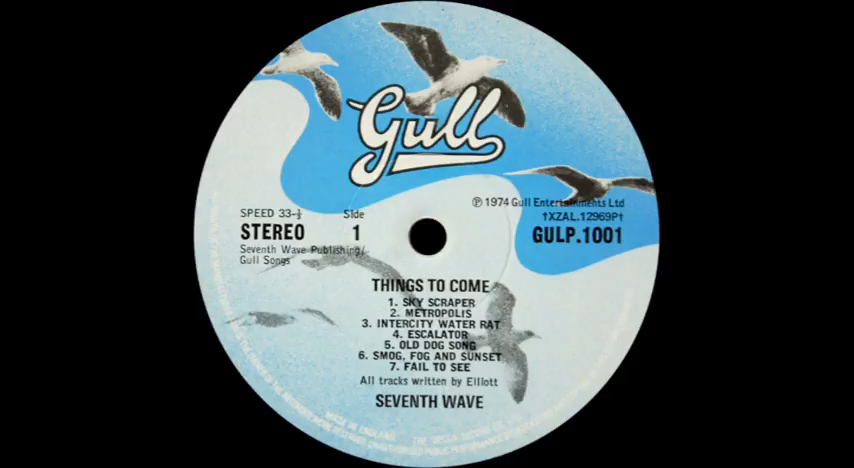 Gull
℗ 1974 Gull Entertainments Ltd
†XZAL.12969P†
GULP.1001
SPEED 33-⅓ Side
STEREO 1
Seventh Wave Publishing/
Gull Songs
THINGS TO COME
1. SKY SCRAPER
2. METROPOLIS
3. INTERCITY WATER RAT
4. ESCALATOR
5. OLD DOG SONG
6. SMOG, FOG AND SUNSET
7. FAIL TO SEE
All tracks written by Elliott
SEVENTH WAVE
MADE IN ENGLAND